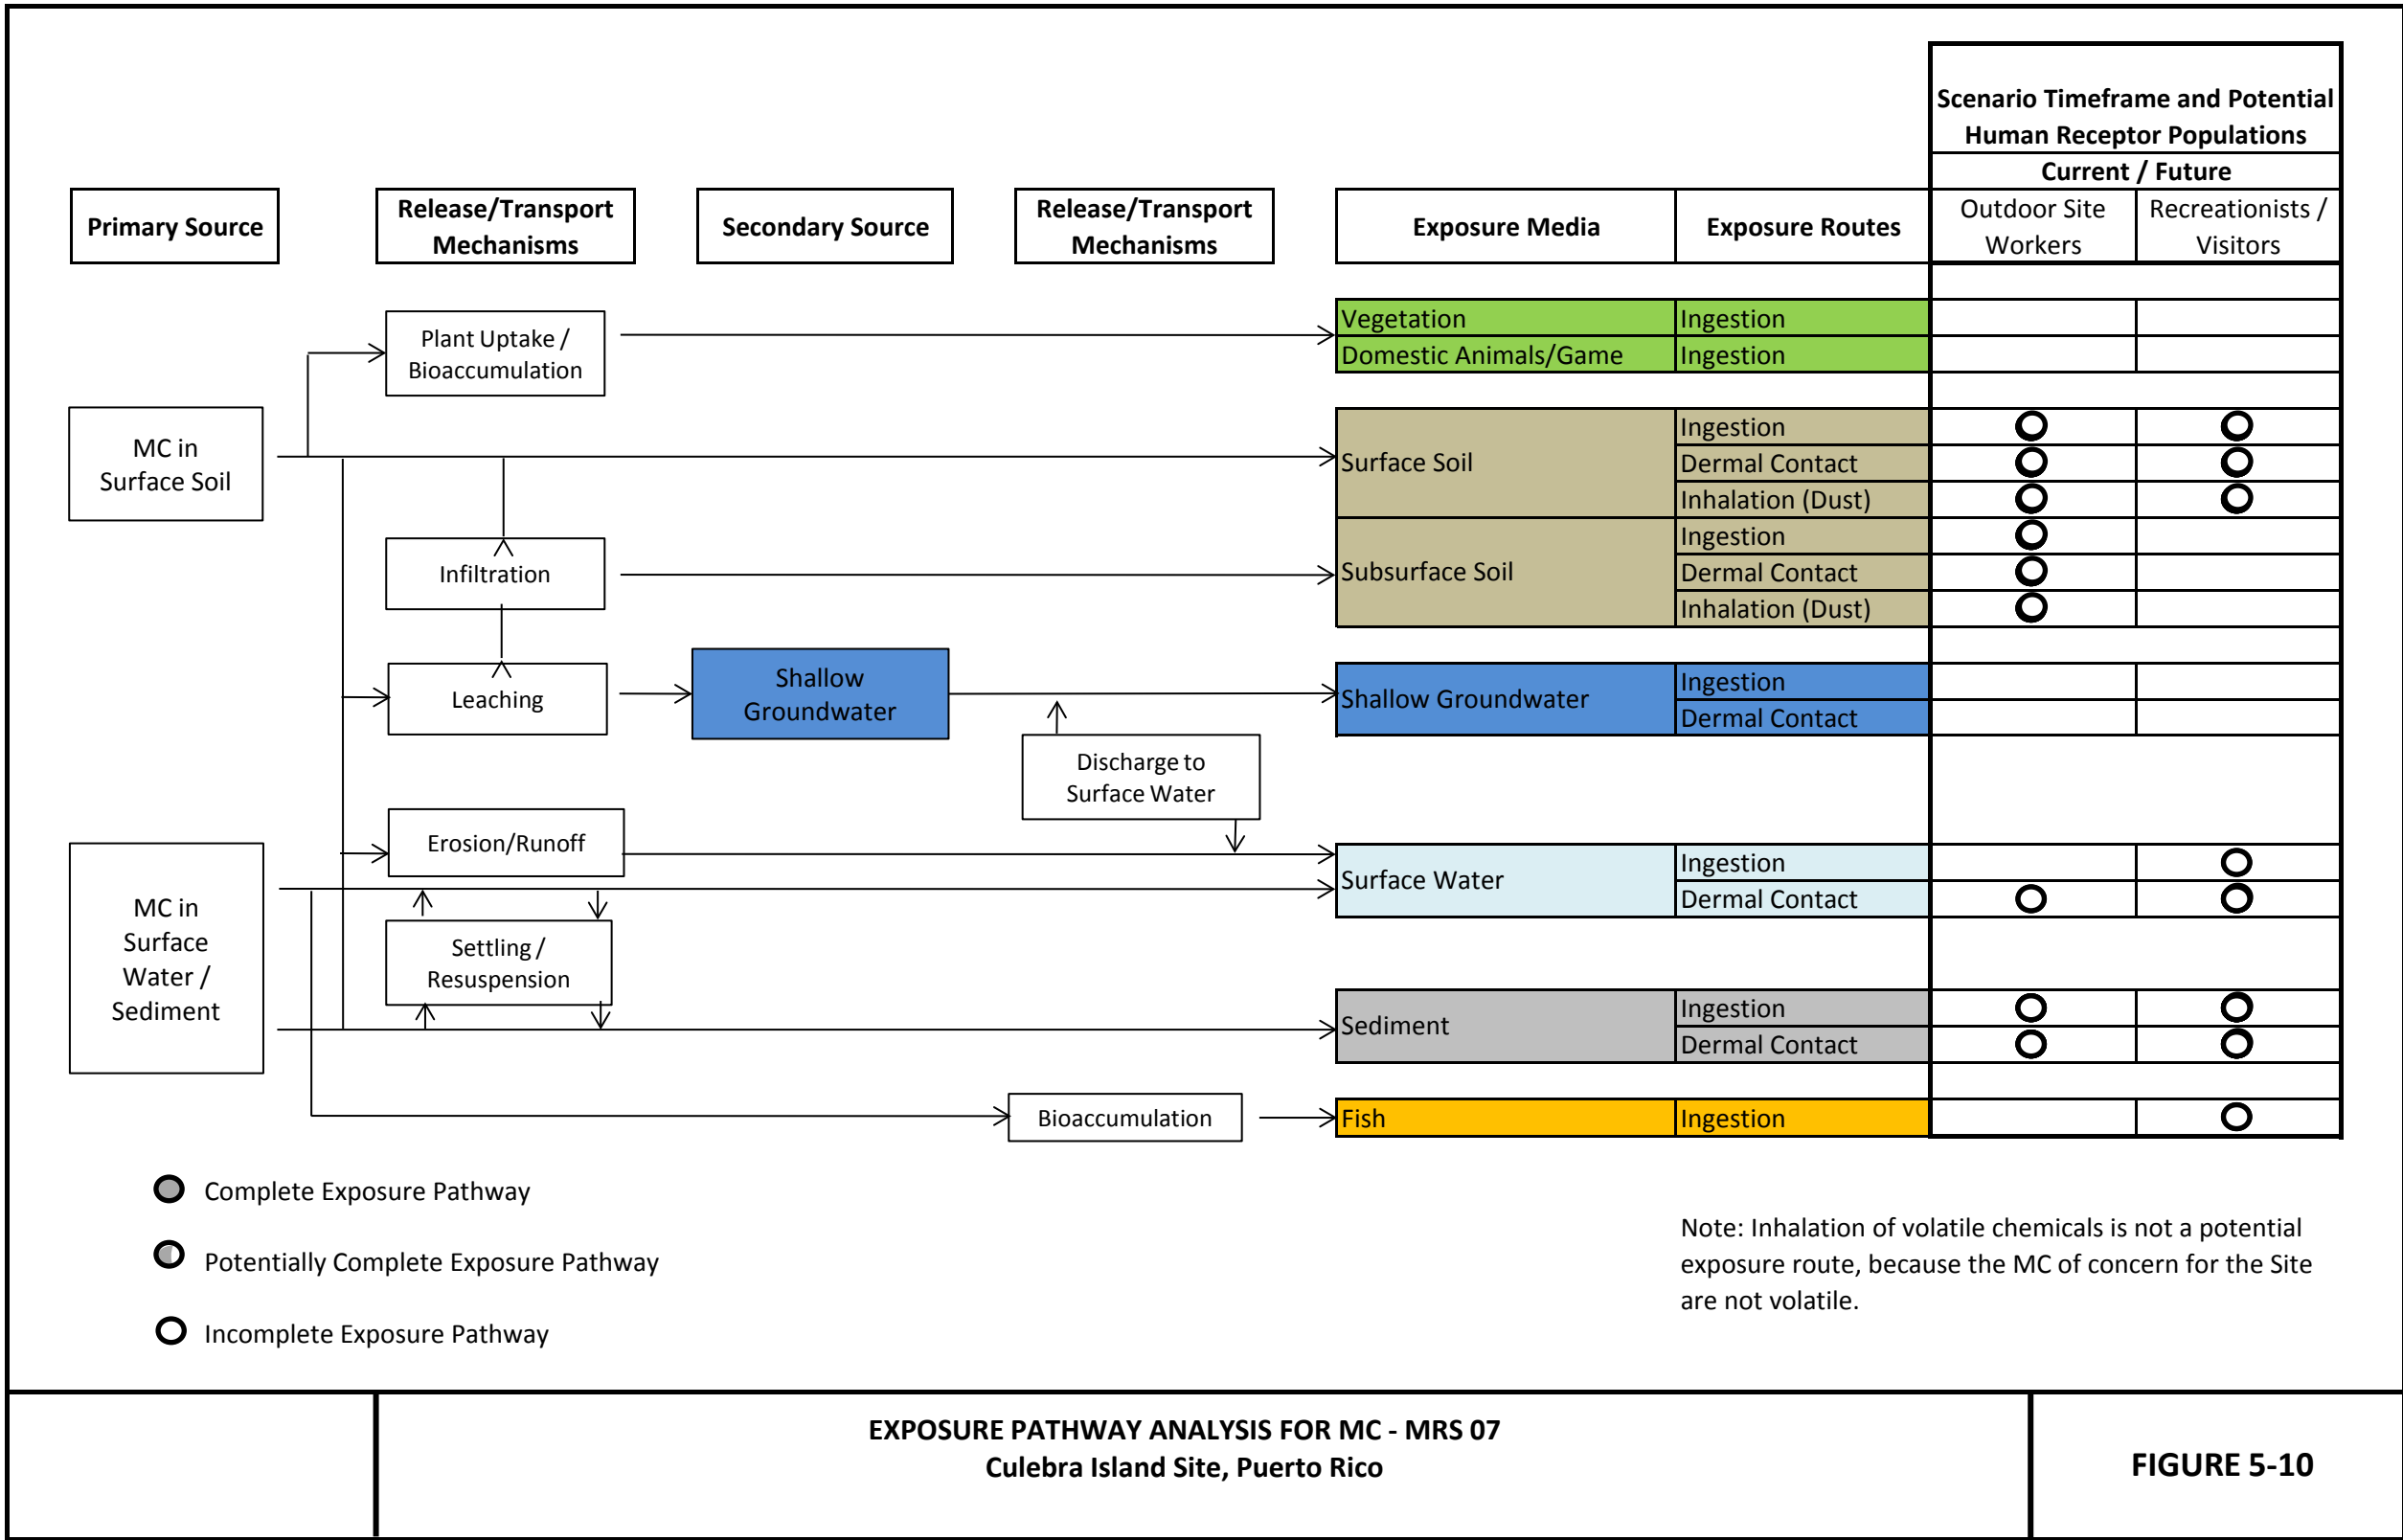 Scenario Timeframe and Potential
Human Receptor Populations
Current / Future
Primary Source
Release/Transport
Mechanisms
Secondary Source
Release/Transport
Mechanisms
Exposure Media
Exposure Routes
Outdoor Site
Workers
Recreationists /
Visitors
Plant Uptake /
Bioaccumulation
Vegetation
Ingestion
Domestic Animals/Game
Ingestion
MC in
Surface Soil
Surface Soil
Ingestion
Dermal Contact
Inhalation (Dust)
Infiltration
Subsurface Soil
Ingestion
Dermal Contact
Inhalation (Dust)
Leaching
Shallow
Groundwater
Shallow Groundwater
Ingestion
Dermal Contact
Discharge to
Surface Water
Erosion/Runoff
MC in
Surface
Water /
Sediment
Surface Water
Ingestion
Dermal Contact
Settling /
Resuspension
Sediment
Ingestion
Dermal Contact
Bioaccumulation
Fish
Ingestion
Complete Exposure Pathway
Potentially Complete Exposure Pathway
Incomplete Exposure Pathway
Note: Inhalation of volatile chemicals is not a potential
exposure route, because the MC of concern for the Site
are not volatile.
EXPOSURE PATHWAY ANALYSIS FOR MC - MRS 07
Culebra Island Site, Puerto Rico
FIGURE 5-10